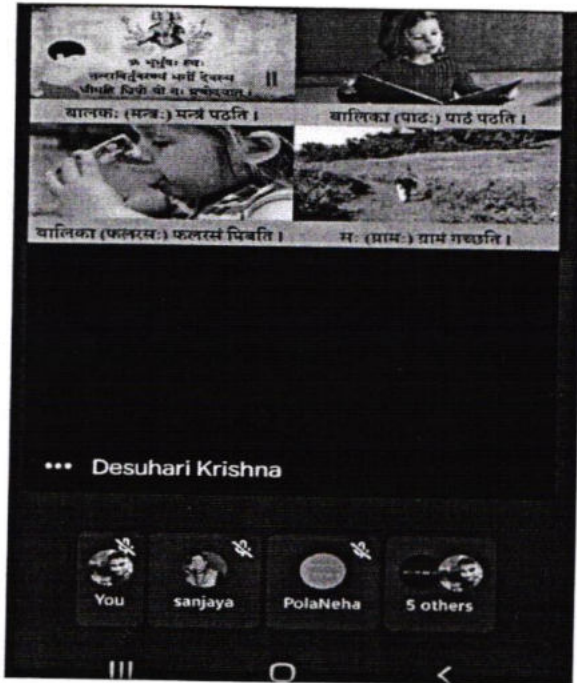 ॐ भूर्भुवः स्वः
बालकः (मन्त्रः) मन्त्रं पठति ।
बालिका (पाठः) पाठं पठति ।
बालिका (फलरसः) फलरसं पिबति ।
सः (ग्रामः) ग्रामं गच्छति ।
Desuhari Krishna
You
sanjaya
PolaNeha
5 others